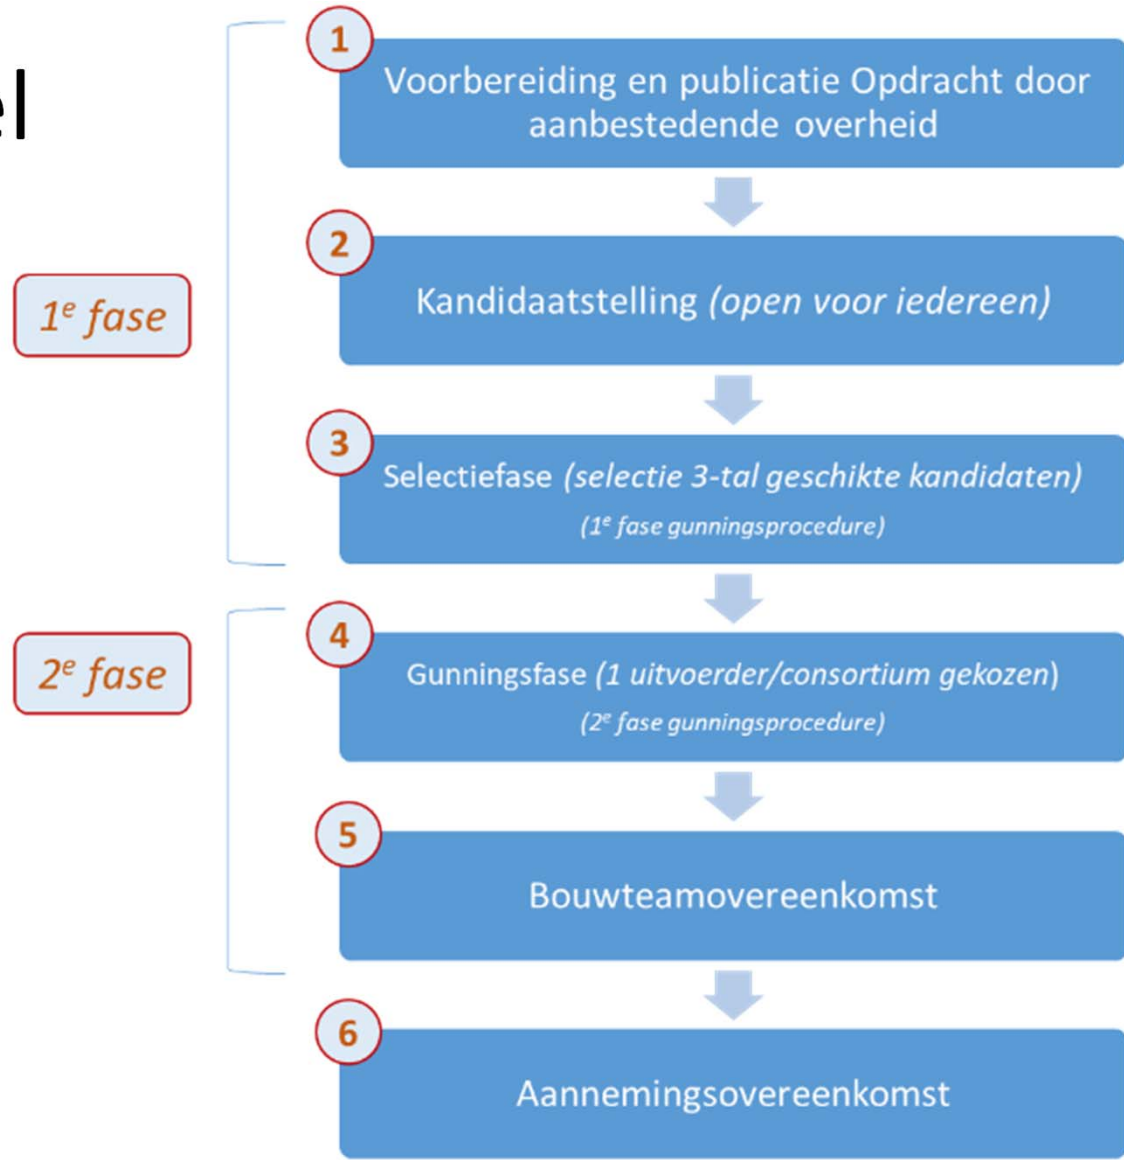 el
1
Voorbereiding en publicatie Opdracht door
aanbestedende overheid
2
Kandidaatstelling (open voor iedereen)
1e fase
3
Selectiefase (selectie 3-tal geschikte kandidaten)
(1e fase gunningsprocedure)
4
Gunningsfase (1 uitvoerder/consortium gekozen)
(2e fase gunningsprocedure)
2e fase
5
Bouwteamovereenkomst
6
Aannemingsovereenkomst